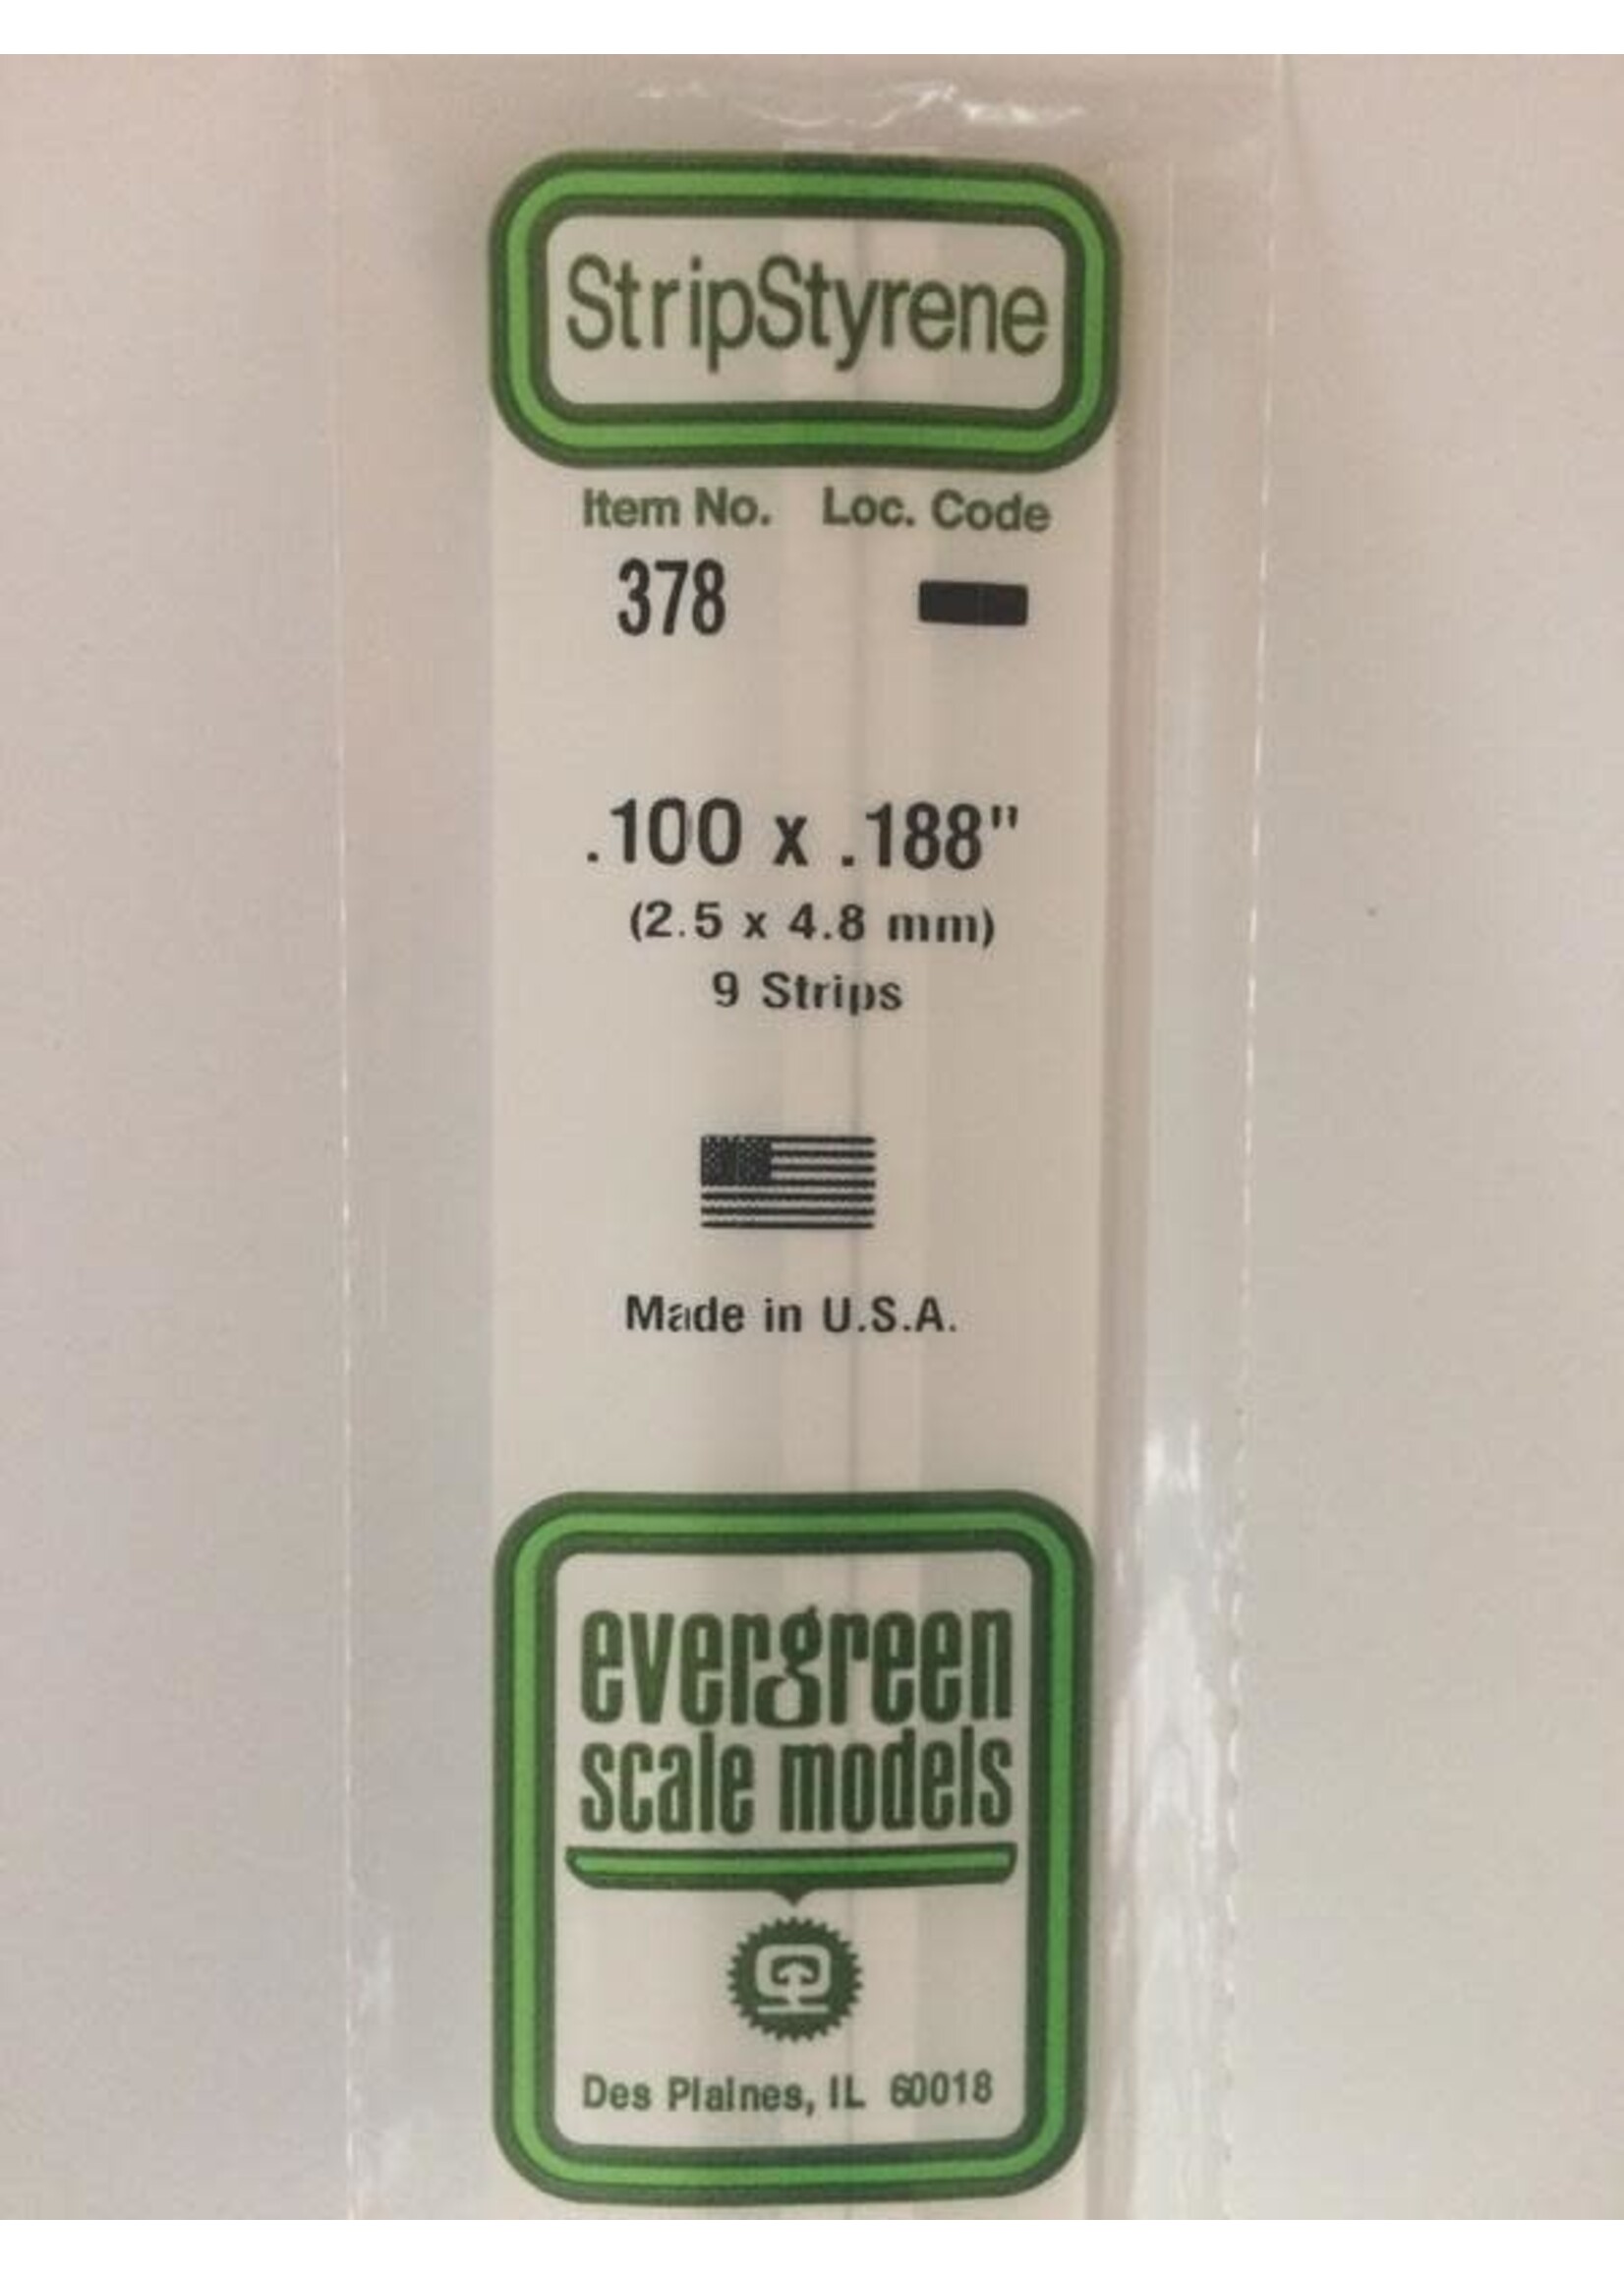 StripStyrene
Item No. Loc. Code
378
.100 x .188"
(2.5 x 4.8 mm)
9 Strips
Made in U.S.A.
evergreen
scale models
Des Plaines, IL 60018